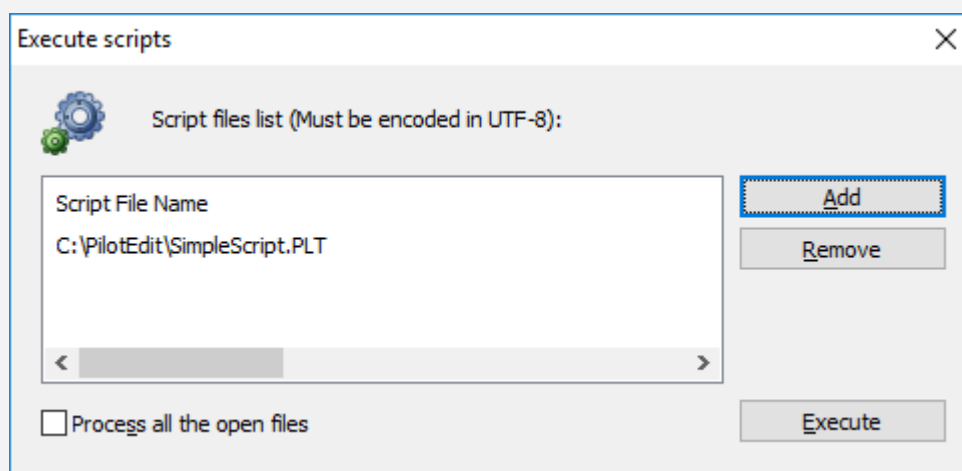 Execute scripts
Script files list (Must be encoded in UTF-8):
Script File Name
C:\PilotEdit\SimpleScript.PLT
Add
Remove
Process all the open files
Execute